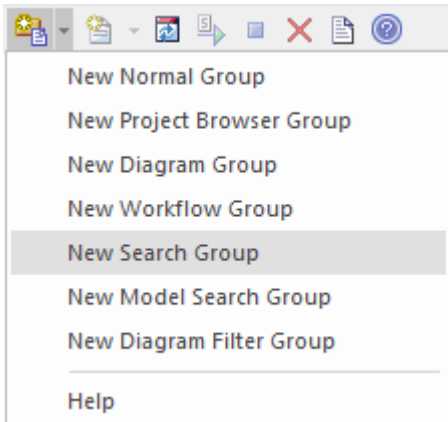 S
?
New Normal Group
New Project Browser Group
New Diagram Group
New Workflow Group
New Search Group
New Model Search Group
New Diagram Filter Group
Help